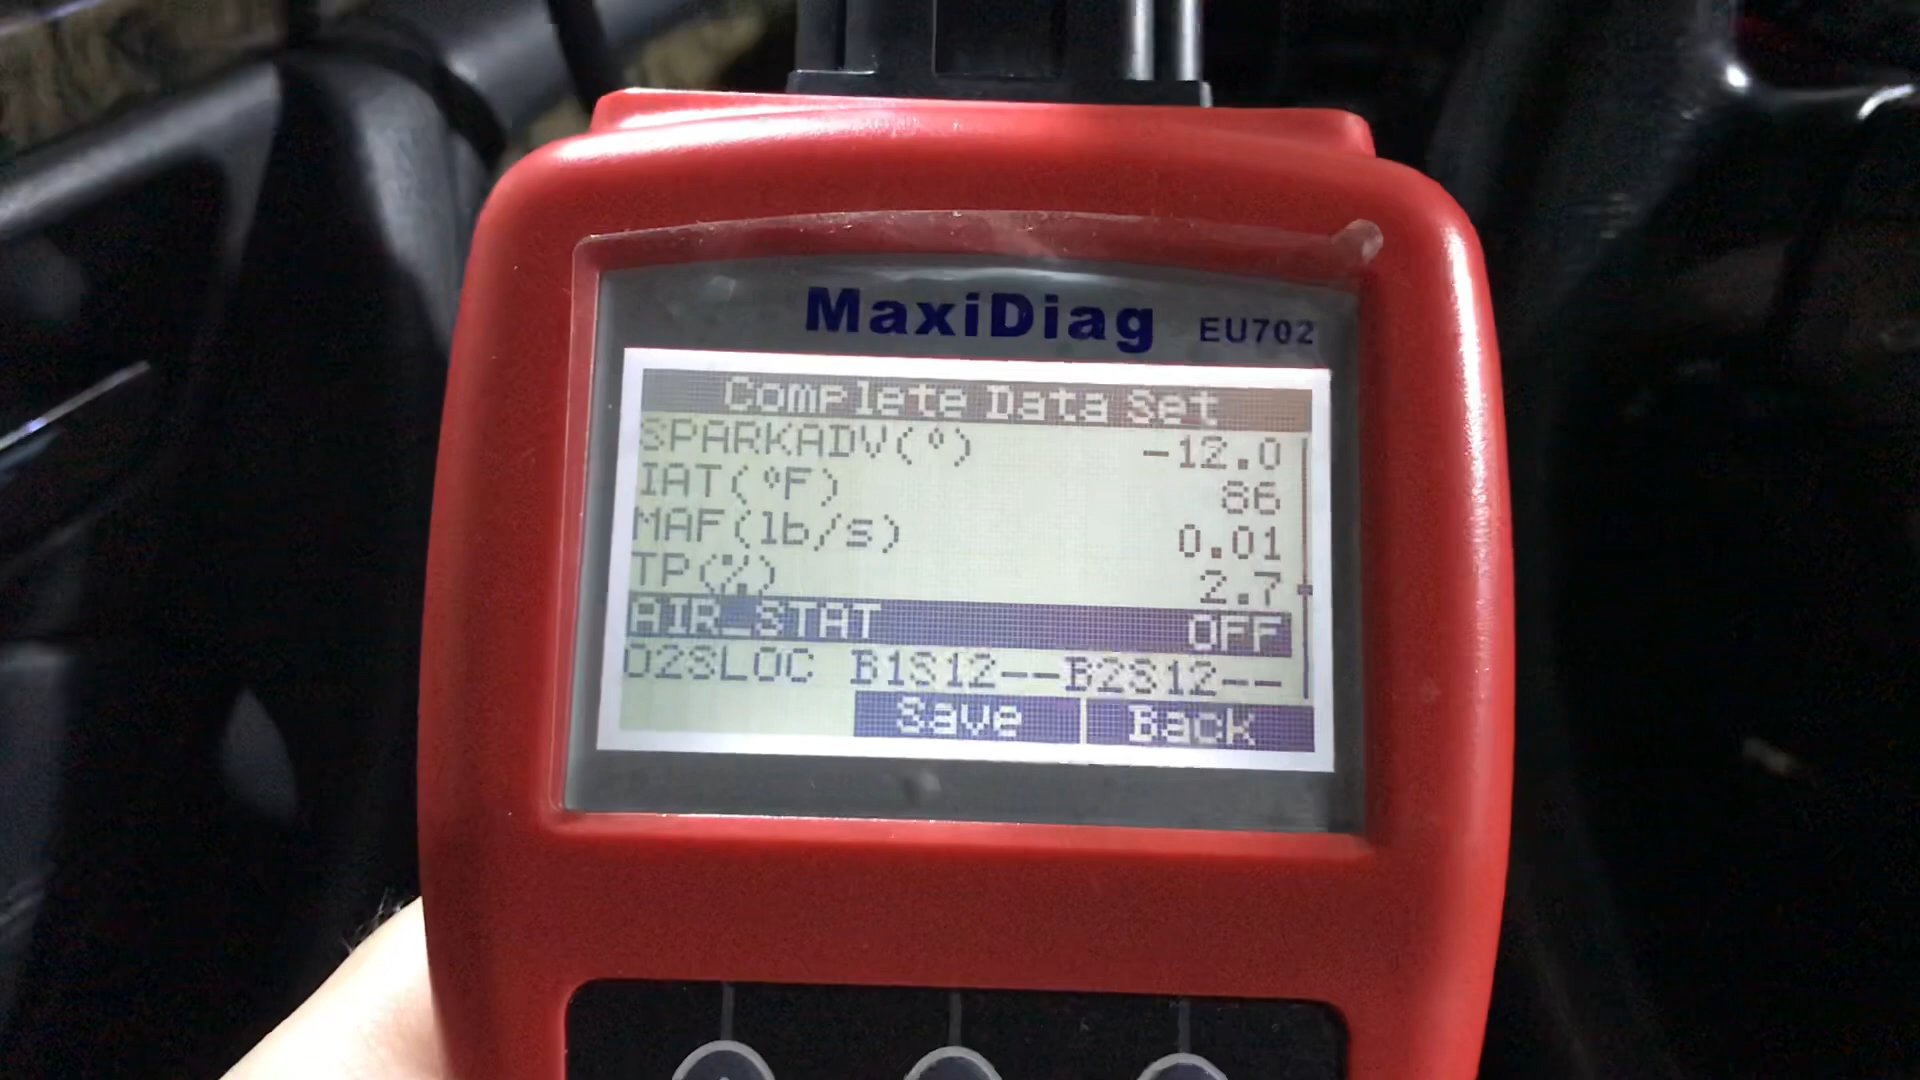 MaxiDiag EU702
Complete Data Set
SPARKADV(°) -12.0
IAT(°F) 86
MAF(lb/s) 0.01
TP(%) 2.7
AIR_STAT OFF
O2SLOC B1S12--B2S12--
Save Back